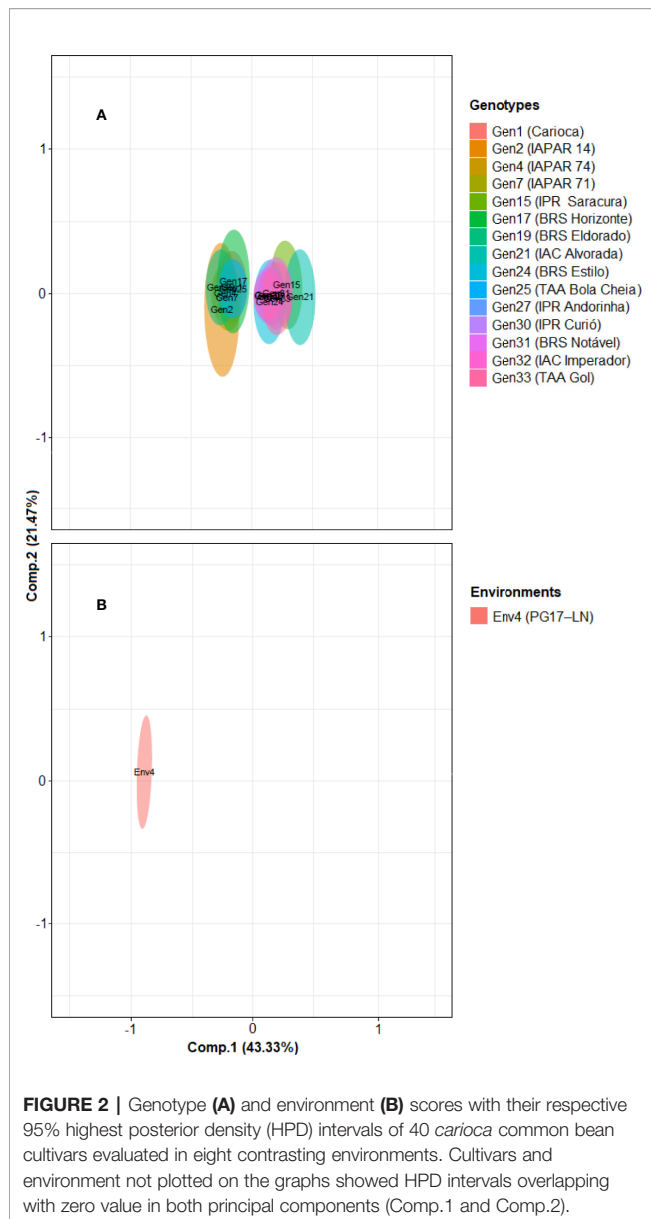 A
Genotypes
Gen1 (Carioca)
Gen2 (IAPAR 14)
Gen4 (IAPAR 74)
Gen7 (IAPAR 71)
Gen15 (IPR Saracura)
Gen17 (BRS Horizonte)
Gen19 (BRS Eldorado)
Gen21 (IAC Alvorada)
Gen24 (BRS Estilo)
Gen25 (TAA Bola Cheia)
Gen27 (IPR Andorinha)
Gen30 (IPR Curió)
Gen31 (BRS Notável)
Gen32 (IAC Imperador)
Gen33 (TAA Gol)
1
0
-1
Gen17
Gen7
Gen2
Gen15
Gen21
Gen24
Comp.2 (21.47%)
B
Environments
Env4 (PG17–LN)
1
0
-1
Env4
-1
0
1
Comp.1 (43.33%)
FIGURE 2 | Genotype (A) and environment (B) scores with their respective
95% highest posterior density (HPD) intervals of 40 carioca common bean
cultivars evaluated in eight contrasting environments. Cultivars and
environment not plotted on the graphs showed HPD intervals overlapping
with zero value in both principal components (Comp.1 and Comp.2).